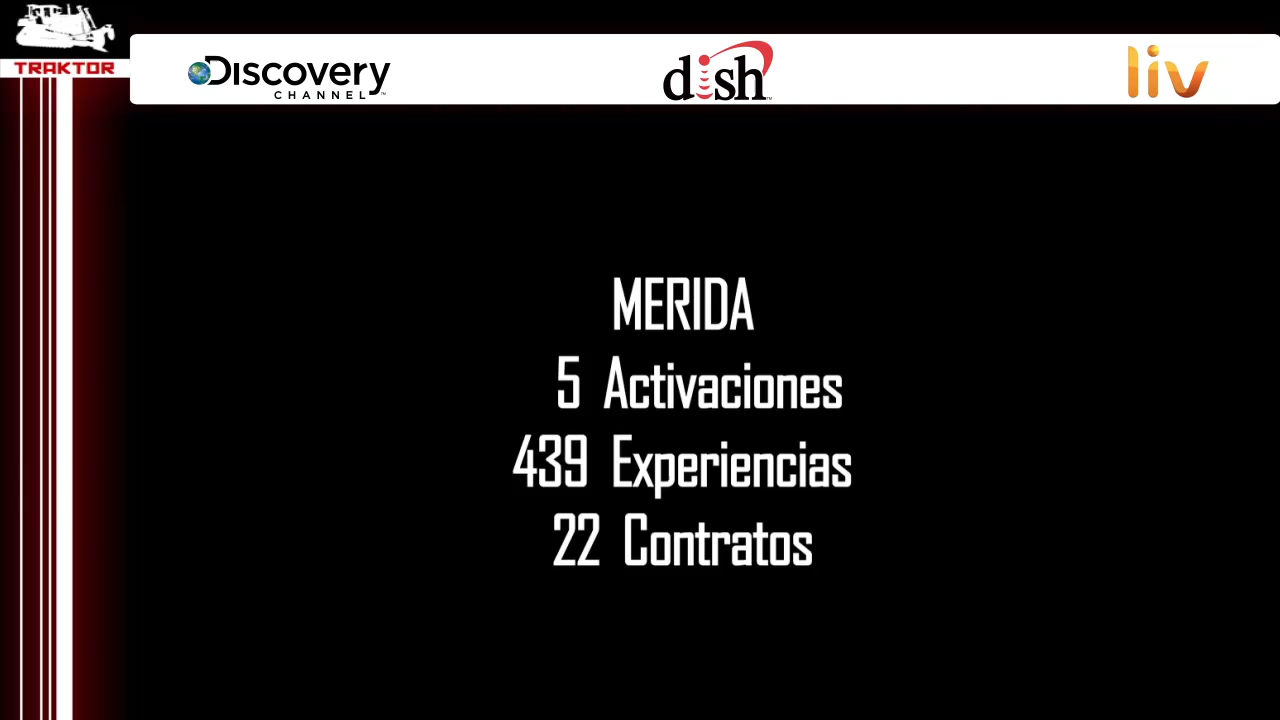 TRAKTOR
Discovery
CHANNEL
dish
liv
MERIDA
5 Activaciones
439 Experiencias
22 Contratos